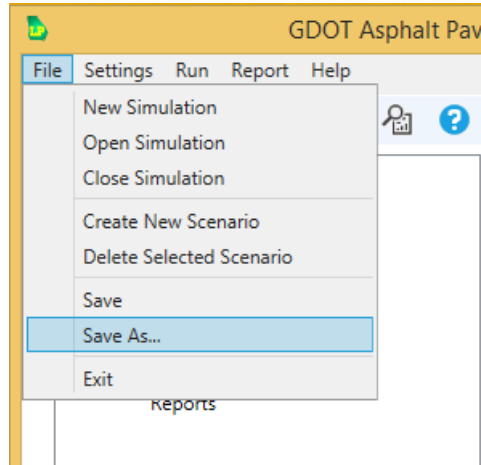 GDOT Asphalt Pav
File Settings Run Report Help
New Simulation
Open Simulation
Close Simulation
Create New Scenario
Delete Selected Scenario
Save
Save As...
Exit
Reports